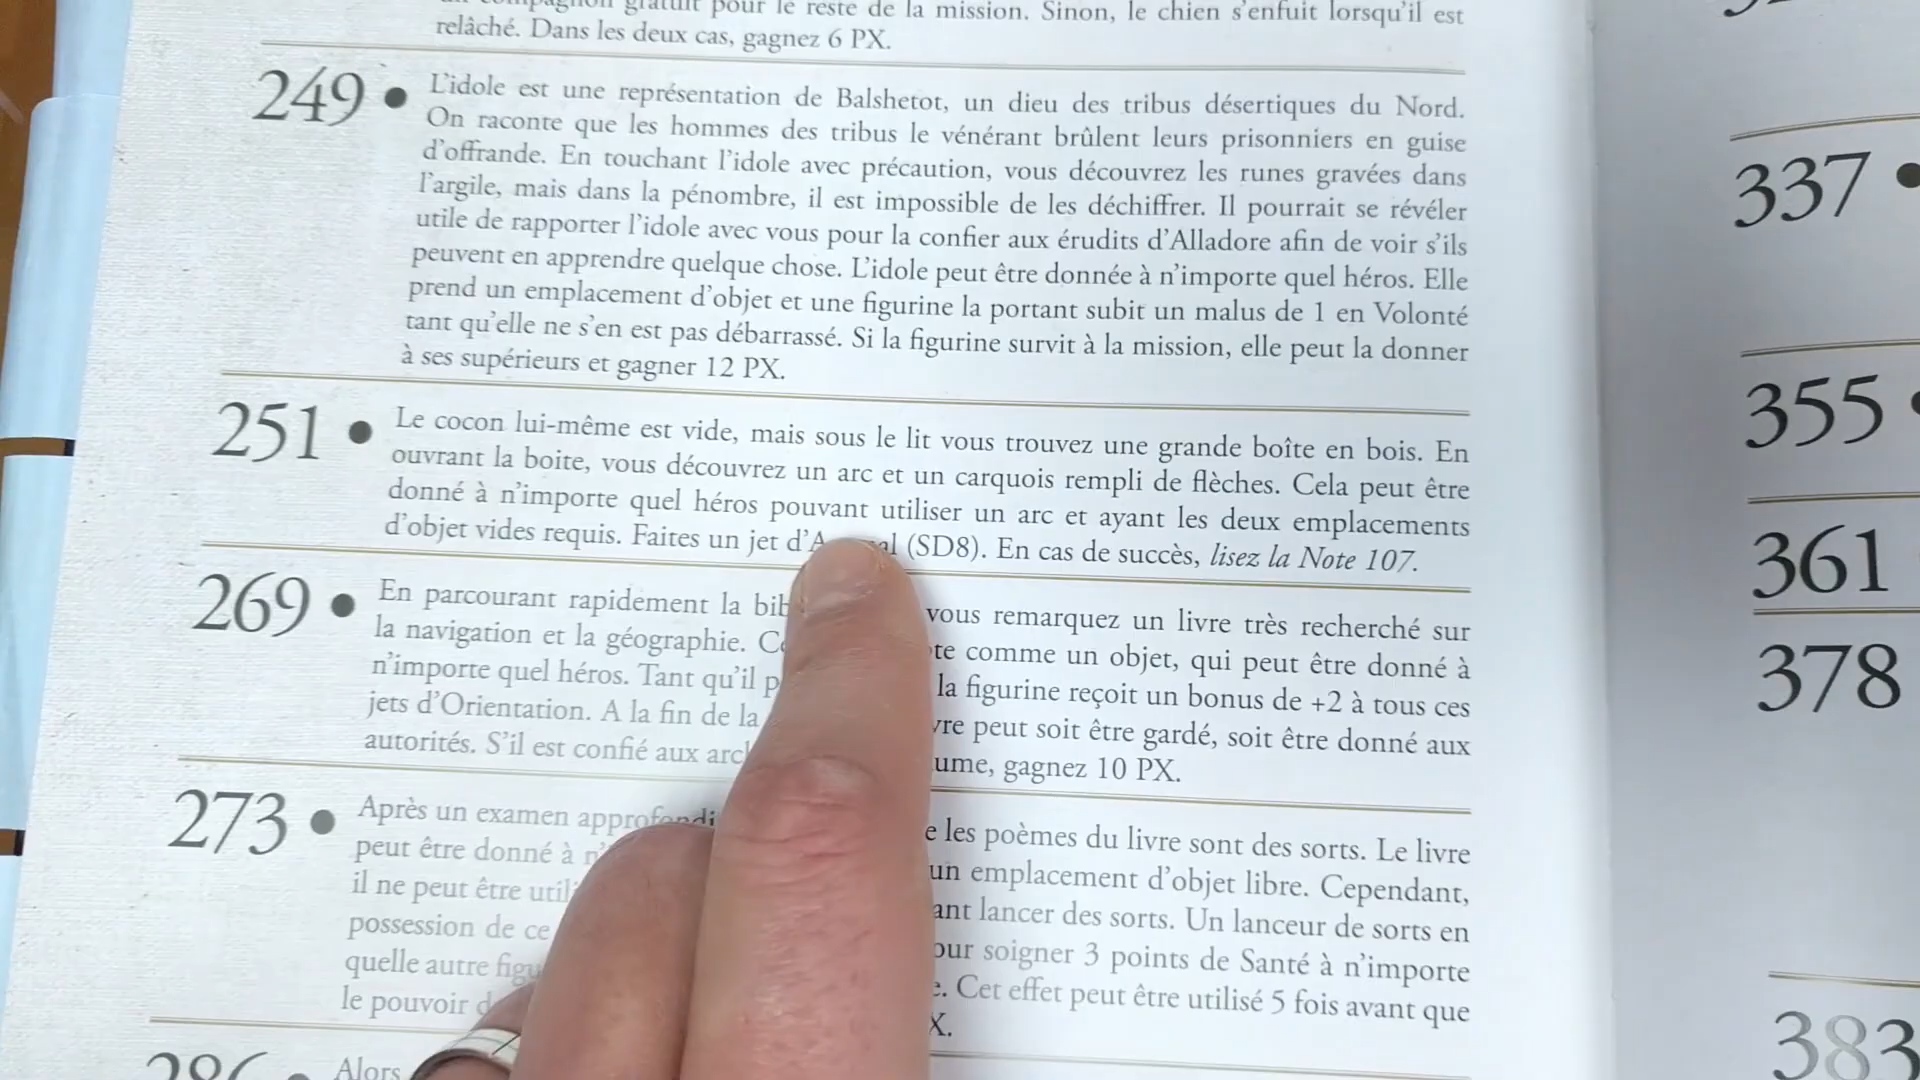 compagnon gratuit pour le reste de la mission. Sinon, le chien s'enfuit lorsqu'il est
relâché. Dans les deux cas, gagnez 6 PX.
249 • L'idole est une représentation de Balshetot, un dieu des tribus désertiques du Nord.
On raconte que les hommes des tribus le vénérant brûlent leurs prisonniers en guise
d'offrande. En touchant l'idole avec précaution, vous découvrez les runes gravées dans
l'argile, mais dans la pénombre, il est impossible de les déchiffrer. Il pourrait se révéler
utile de rapporter l'idole avec vous pour la confier aux érudits d'Alladore afin de voir s'ils
peuvent en apprendre quelque chose. L'idole peut être donnée à n'importe quel héros. Elle
prend un emplacement d'objet et une figurine la portant subit un malus de 1 en Volonté
tant qu'elle ne s'en est pas débarrassé. Si la figurine survit à la mission, elle peut la donner
à ses supérieurs et gagner 12 PX.
251 • Le cocon lui-même est vide, mais sous le lit vous trouvez une grande boîte en bois. En
ouvrant la boite, vous découvrez un arc et un carquois rempli de flèches. Cela peut être
donné à n'importe quel héros pouvant utiliser un arc et ayant les deux emplacements
d'objet vides requis. Faites un jet (SD8). En cas de succès, lisez la Note 107.
269 • En parcourant rapidement la vous remarquez un livre très recherché sur
la navigation et la géographie. comme un objet, qui peut être donné à
n'importe quel héros. Tant qu'il la figurine reçoit un bonus de +2 à tous ces
jets d'Orientation. A la fin de la peut soit être gardé, soit être donné aux
autorités. S'il est confié aux gagnez 10 PX.
273 • Après un examen les poèmes du livre sont des sorts. Le livre
peut être donné à un emplacement d'objet libre. Cependant,
il ne peut être lancer des sorts. Un lanceur de sorts en
possession de ce soigner 3 points de Santé à n'importe
quelle autre Cet effet peut être utilisé 5 fois avant que
le pouvoir
Alors
337 •
355
361
378
383